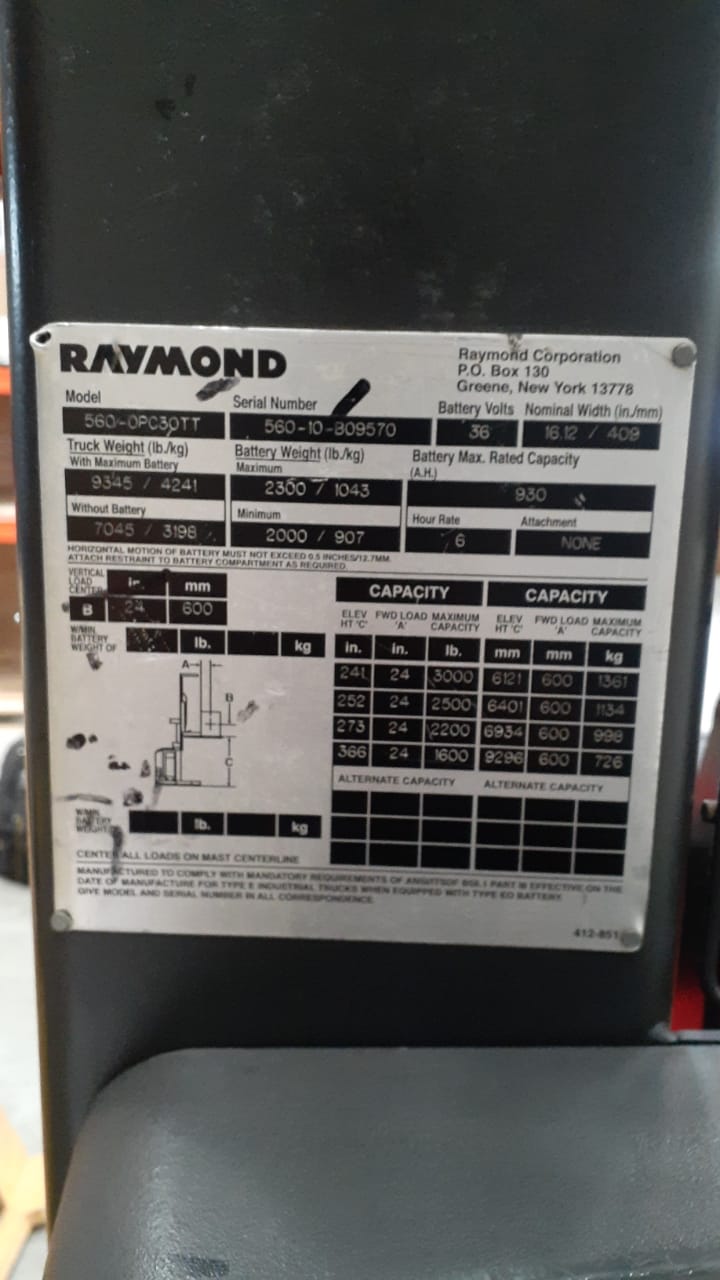 RAYMOND
Raymond Corporation
P.O. Box 130
Greene, New York 13778
Model
Serial Number
Battery Volts
Nominal Width (in./mm)
560-OPC30TT
560-10-B09570
36
16.12 / 409
Truck Weight (lb./kg)
With Maximum Battery
Battery Weight (lb./kg)
Maximum
Battery Max. Rated Capacity
(A.H.)
9345 / 4241
2300 / 1043
930
Without Battery
Minimum
Hour Rate
Attachment
7045 / 3198
2000 / 907
6
NONE
HORIZONTAL MOTION OF BATTERY MUST NOT EXCEED 0.5 INCHES/12.7MM.
ATTACH RESTRAINT TO BATTERY COMPARTMENT AS REQUIRED.
VERTICAL
LOAD
CENTER
in. mm
B 24 600
W/MIN.
BATTERY
WEIGHT OF
lb. kg
A
B
C
CAPACITY CAPACITY
ELEV HT 'C' FWD LOAD 'A' MAXIMUM CAPACITY ELEV HT 'C' FWD LOAD 'A' MAXIMUM CAPACITY
in. in. lb. mm mm kg
241 24 3000 6121 600 1361
252 24 2500 6401 600 1134
273 24 2200 6934 600 998
366 24 1600 9296 600 726
ALTERNATE CAPACITY ALTERNATE CAPACITY
W/MIN.
BATTERY
WEIGHT OF
lb. kg
CENTER ALL LOADS ON MAST CENTERLINE
MANUFACTURED TO COMPLY WITH MANDATORY REQUIREMENTS OF PART III EFFECTIVE ON THE
DATE OF MANUFACTURE FOR TYPE E INDUSTRIAL TRUCKS WHEN EQUIPPED WITH TYPE EO BATTERY.
GIVE MODEL AND SERIAL NUMBER IN ALL CORRESPONDENCE.
412-851